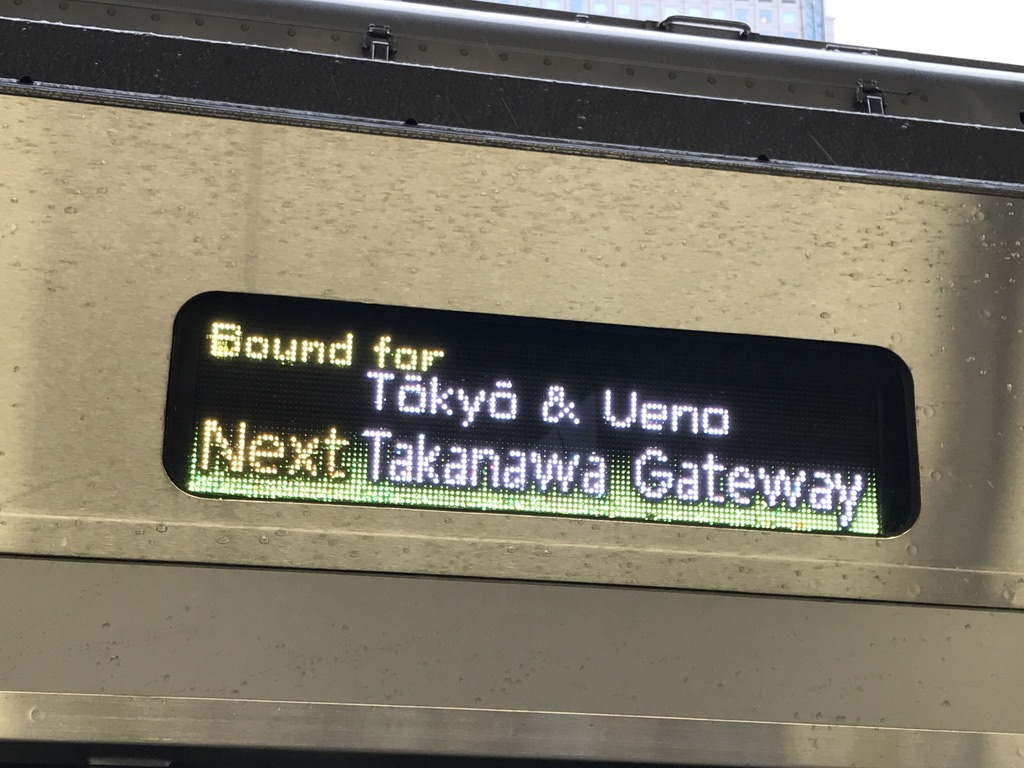 Bound for
Tōkyō & Ueno
Next Takanawa Gateway